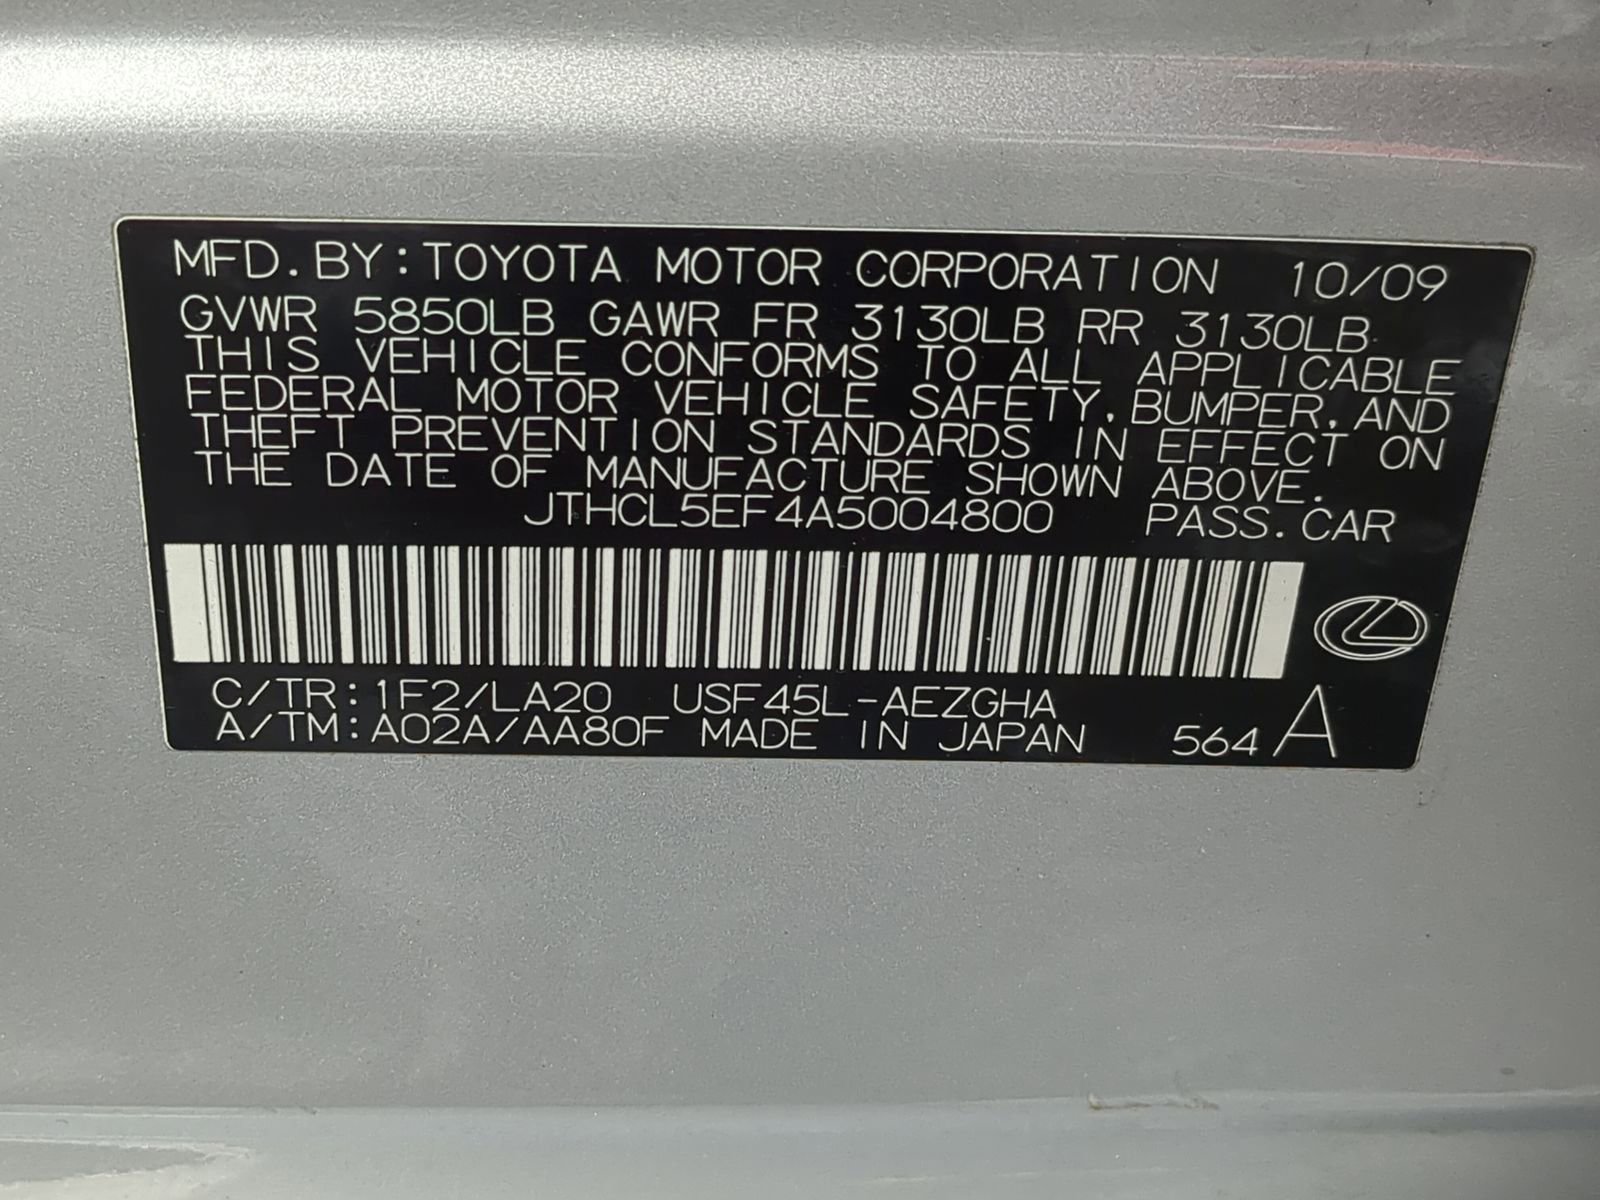 MFD. BY: TOYOTA MOTOR CORPORATION 10/09
GVWR 5850LB GAWR FR 3130LB RR 3130LB
THIS VEHICLE CONFORMS TO ALL APPLICABLE
FEDERAL MOTOR VEHICLE SAFETY, BUMPER, AND
THEFT PREVENTION STANDARDS IN EFFECT ON
THE DATE OF MANUFACTURE SHOWN ABOVE.
JTHCL5EF4A5004800 PASS. CAR
C/TR: 1F2/LA20 USF45L-AEZGHA
A/TM: A02A/AA80F MADE IN JAPAN 564 A